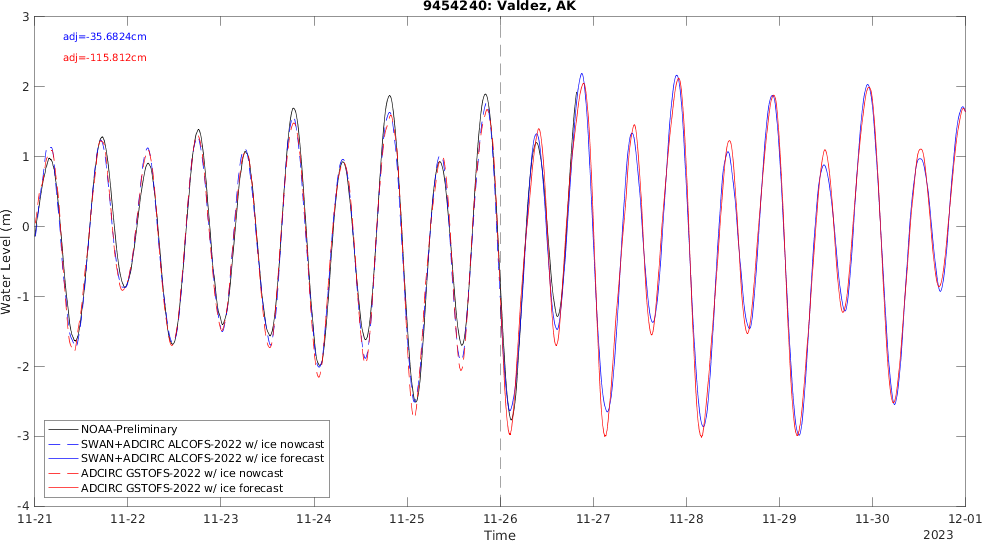 9454240: Valdez, AK
adj=-35.6824cm
adj=-115.812cm
Water Level (m)
3
2
1
0
-1
-2
-3
-4
NOAA-Preliminary
SWAN+ADCIRC ALCOFS-2022 w/ ice nowcast
SWAN+ADCIRC ALCOFS-2022 w/ ice forecast
ADCIRC GSTOFS-2022 w/ ice nowcast
ADCIRC GSTOFS-2022 w/ ice forecast
11-21 11-22 11-23 11-24 11-25 11-26 11-27 11-28 11-29 11-30 12-01
Time
2023